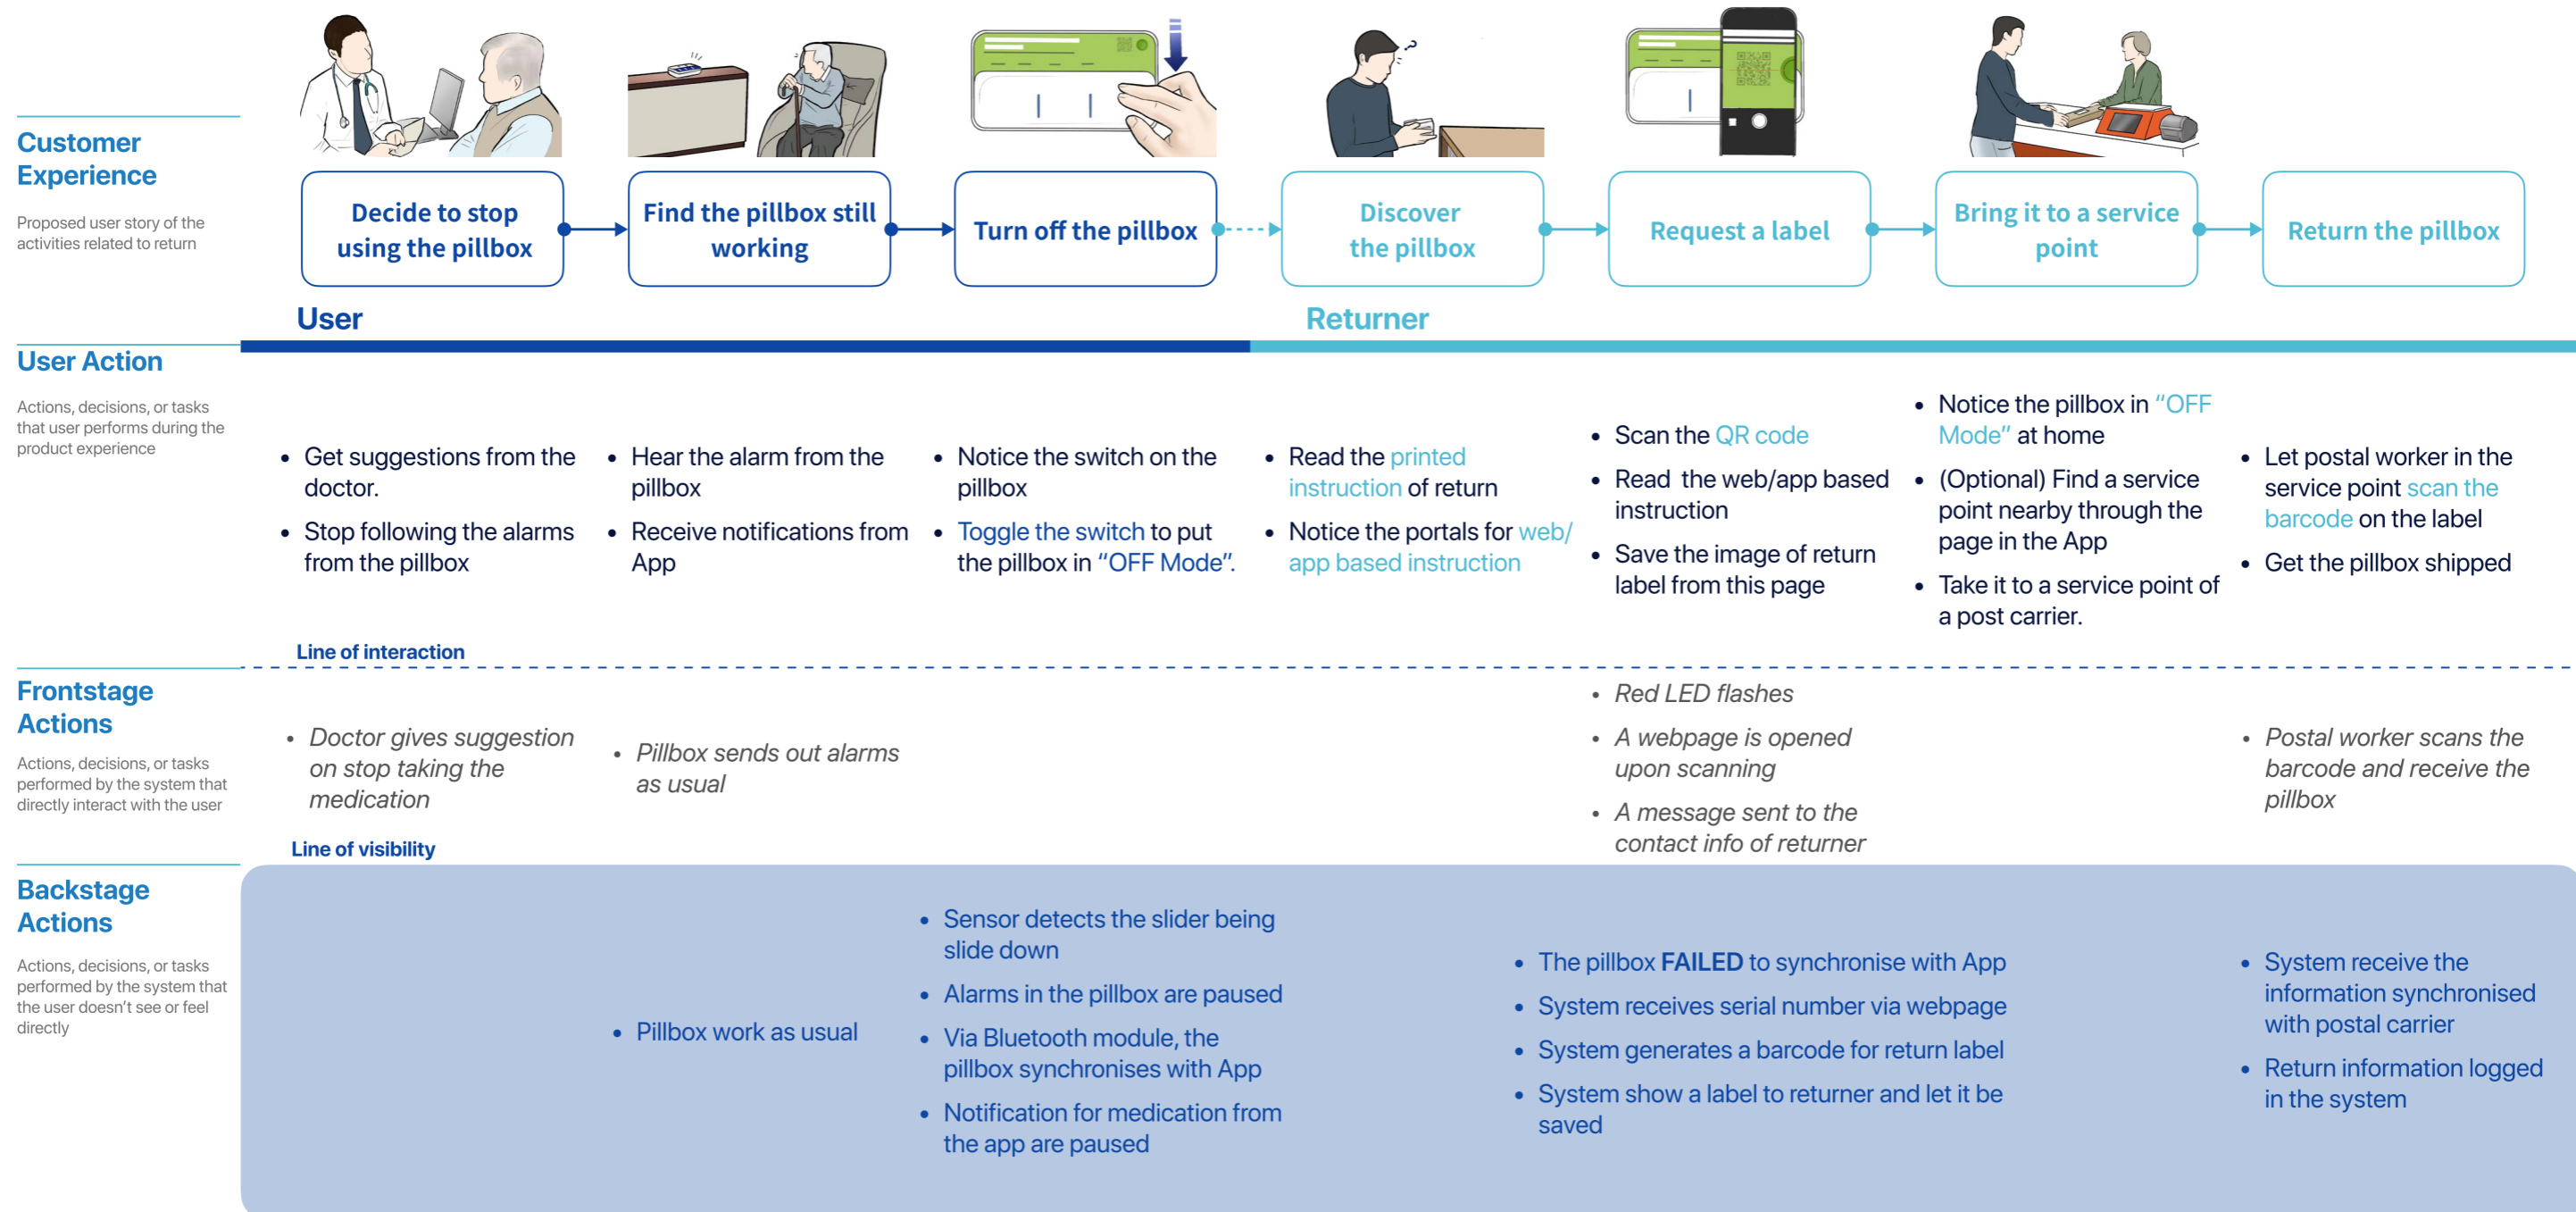 Customer
Experience
Proposed user story of the
activities related to return
Decide to stop
using the pillbox
Find the pillbox still
working
Turn off the pillbox
Discover
the pillbox
Request a label
Bring it to a service
point
Return the pillbox
User
Returner
User Action
Actions, decisions, or tasks
that user performs during the
product experience
• Get suggestions from the
doctor.
• Stop following the alarms
from the pillbox
• Hear the alarm from the
pillbox
• Receive notifications from
App
• Notice the switch on the
pillbox
• Toggle the switch to put
the pillbox in “OFF Mode”.
• Read the printed
instruction of return
• Notice the portals for web/
app based instruction
• Scan the QR code
• Read the web/app based
instruction
• Save the image of return
label from this page
• Notice the pillbox in “OFF
Mode” at home
• (Optional) Find a service
point nearby through the
page in the App
• Take it to a service point of
a post carrier.
• Let postal worker in the
service point scan the
barcode on the label
• Get the pillbox shipped
Line of interaction
Frontstage
Actions
Actions, decisions, or tasks
performed by the system that
directly interact with the user
• Doctor gives suggestion
on stop taking the
medication
• Pillbox sends out alarms
as usual
• Red LED flashes
• A webpage is opened
upon scanning
• A message sent to the
contact info of returner
• Postal worker scans the
barcode and receive the
pillbox
Line of visibility
Backstage
Actions
Actions, decisions, or tasks
performed by the system that
the user doesn’t see or feel
directly
• Pillbox work as usual
• Sensor detects the slider being
slide down
• Alarms in the pillbox are paused
• Via Bluetooth module, the
pillbox synchronises with App
• Notification for medication from
the app are paused
• The pillbox FAILED to synchronise with App
• System receives serial number via webpage
• System generates a barcode for return label
• System show a label to returner and let it be
saved
• System receive the
information synchronised
with postal carrier
• Return information logged
in the system